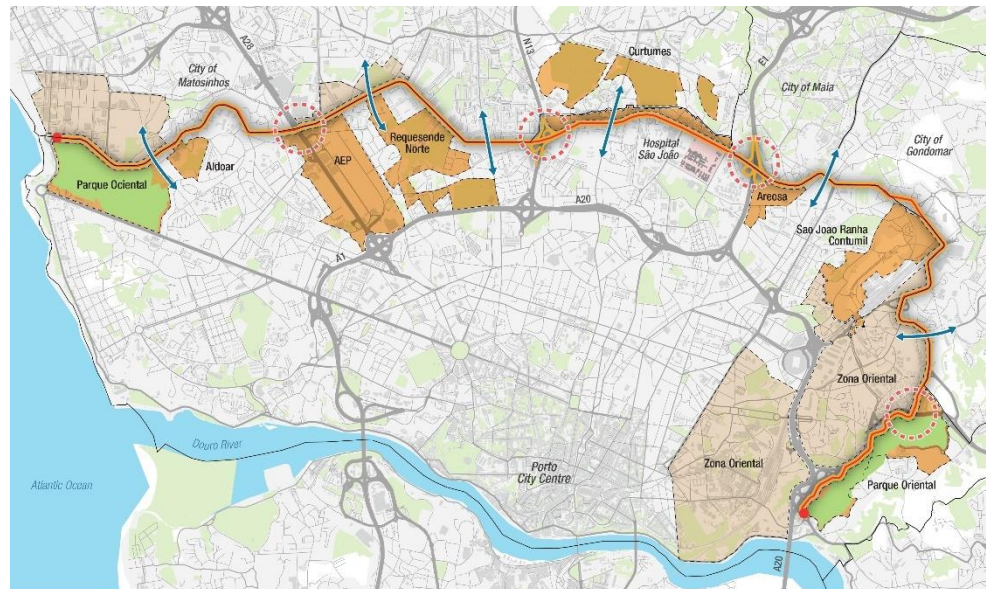 A28
N13
Curtumes
E1
City of
Matosinhos
City of Maia
City of
Gondomar
Requesende
Norte
Hospital
São João
Aldoar
AEP
Parque Ociental
Areosa
A20
Sao Joao Ranha
Contumil
A1
Zona Oriental
Zona Oriental
Douro River
Porto
City Centre
Parque Oriental
Atlantic Ocean
A20